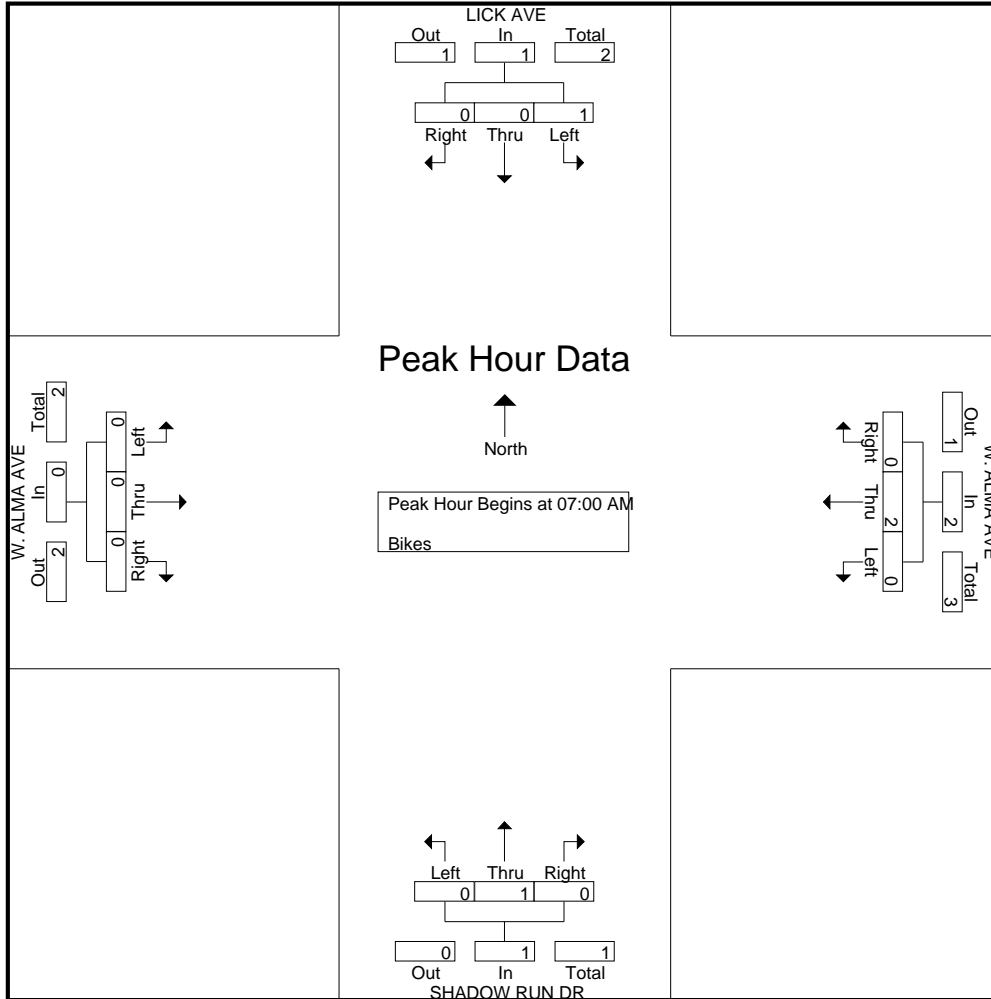 LICK AVE
Out In Total
1 1 2
0 0 1
Right Thru Left
Peak Hour Data
North
Peak Hour Begins at 07:00 AM
Bikes
W. ALMA AVE
Out In Total
2 0 2
Left Thru Right
0 0 0
W. ALMA AVE
Out In Total
1 2 3
Right Thru Left
0 2 0
Left Thru Right
0 1 0
0 1 1
Out In Total
SHADOW RUN DR